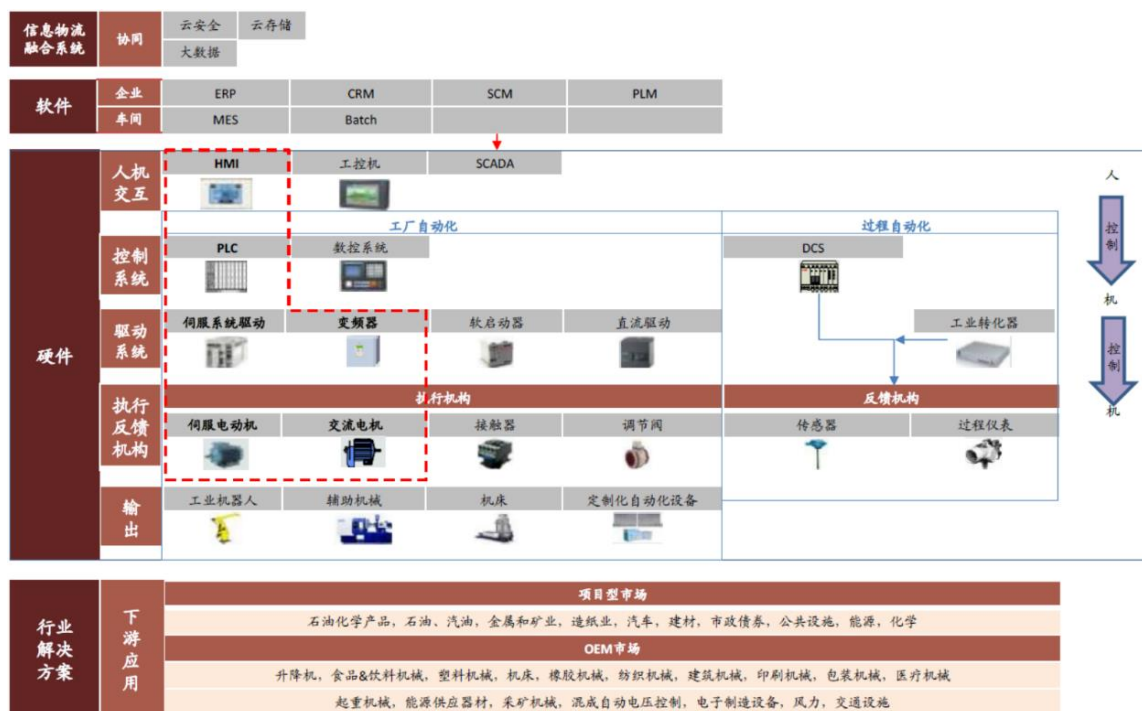 信息物流
融合系统
协同
云安全 云存储
大数据
软件
企业 ERP CRM SCM PLM
车间 MES Batch
硬件
人机
交互
HMI 工控机 SCADA
人
工厂自动化 过程自动化
控制
系统
PLC 数控系统 DCS
控制
机
驱动
系统
伺服系统驱动 变频器 软启动器 直流驱动 工业转化器
控制
执行
反馈
机构
执行机构 反馈机构
机
伺服电动机 交流电机 接触器 调节阀 传感器 过程仪表
输出
工业机器人 辅助机械 机床 定制化自动化设备
行业
解决
方案
下游应用
项目型市场
石油化学产品，石油、汽油，金属和矿业，造纸业，汽车，建材，市政债券，公共设施，能源，化学
OEM市场
升降机，食品&饮料机械，塑料机械，机床，橡胶机械，纺织机械，建筑机械，印刷机械，包装机械，医疗机械
起重机械，能源供应器材，采矿机械，混成自动电压控制，电子制造设备，风力，交通设施